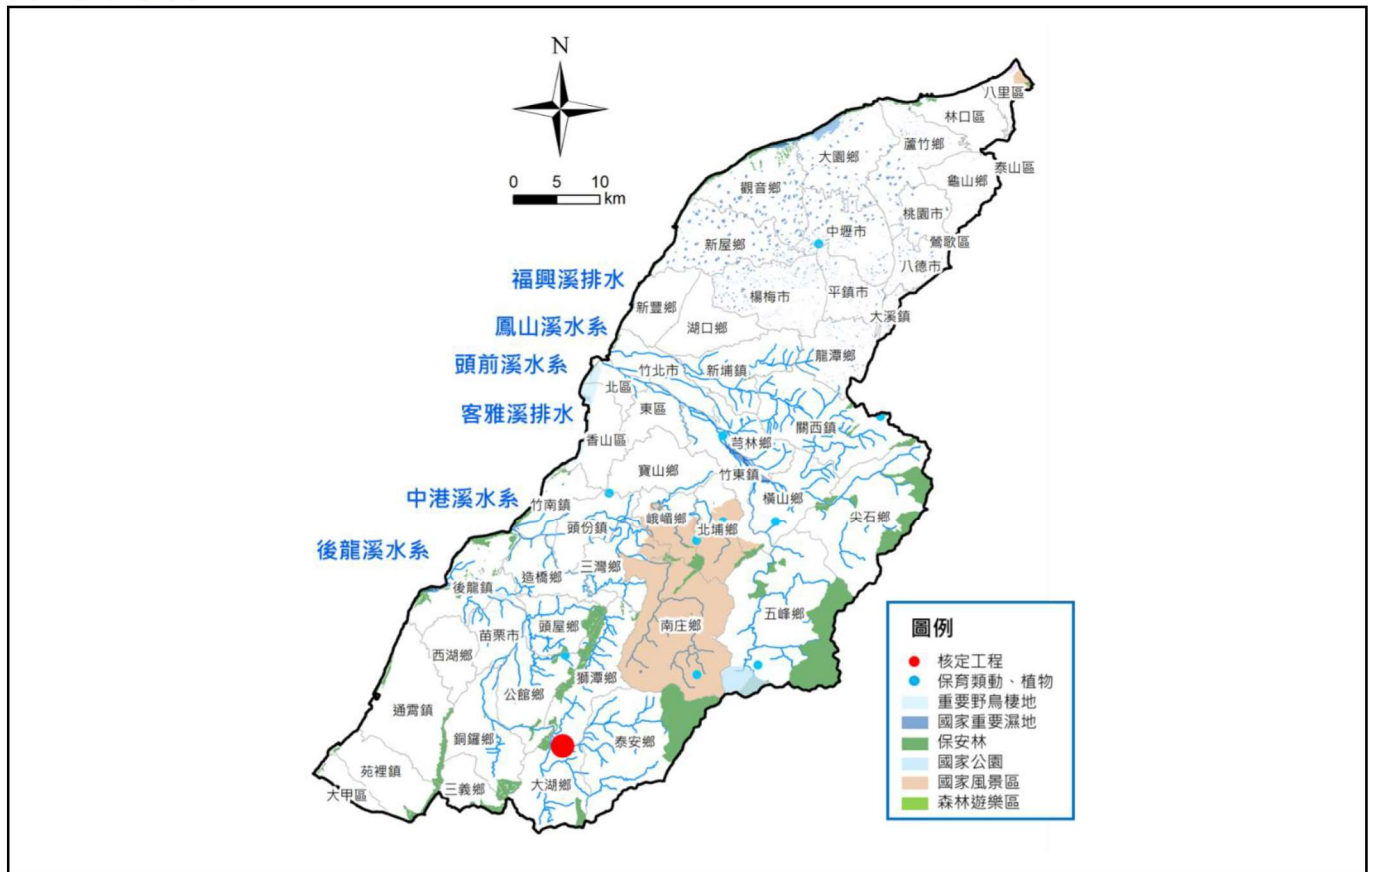 N
八里區
林口區
蘆竹鄉
大園鄉
泰山區
龜山鄉
觀音鄉
0 5 10
km
桃園市
中壢市
新屋鄉
鶯歌區
八德市
福興溪排水
楊梅市
平鎮市
新豐鄉
大溪鎮
鳳山溪水系
湖口鄉
龍潭鄉
頭前溪水系
竹北市
新埔鎮
北區
東區
客雅溪排水
關西鎮
香山區
芎林鄉
寶山鄉
竹東鎮
中港溪水系
橫山鄉
竹南鎮
峨嵋鄉
尖石鄉
頭份鎮
北埔鄉
後龍溪水系
三灣鄉
造橋鄉
後龍鎮
五峰鄉
頭屋鄉
南庄鄉
苗栗市
西湖鄉
獅潭鄉
公館鄉
通霄鎮
銅鑼鄉
泰安鄉
苑裡鎮
大湖鄉
三義鄉
大甲區
圖例
核定工程
保育類動、植物
重要野鳥棲地
國家重要濕地
保安林
國家公園
國家風景區
森林遊樂區